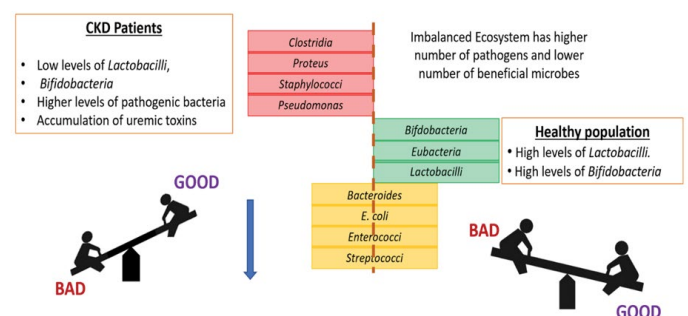 CKD Patients
• Low levels of Lactobacilli,
• Bifidobacteria
• Higher levels of pathogenic bacteria
• Accumulation of uremic toxins
Clostridia
Proteus
Staphylococci
Pseudomonas
Imbalanced Ecosystem has higher
number of pathogens and lower
number of beneficial microbes
Bifdobacteria
Eubacteria
Lactobacilli
Healthy population
• High levels of Lactobacilli.
• High levels of Bifidobacteria
Bacteroides
E. coli
Enterococci
Streptococci
GOOD
BAD
BAD
GOOD